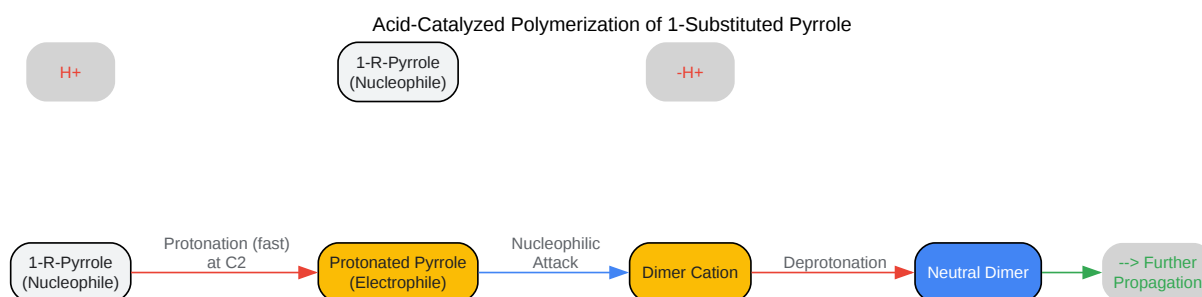 Acid-Catalyzed Polymerization of 1-Substituted Pyrrole
H+
1-R-Pyrrole
(Nucleophile)
-H+
1-R-Pyrrole
(Nucleophile)
Protonation (fast)
at C2
Protonated Pyrrole
(Electrophile)
Nucleophilic
Attack
Dimer Cation
Deprotonation
Neutral Dimer
--> Further
Propagation